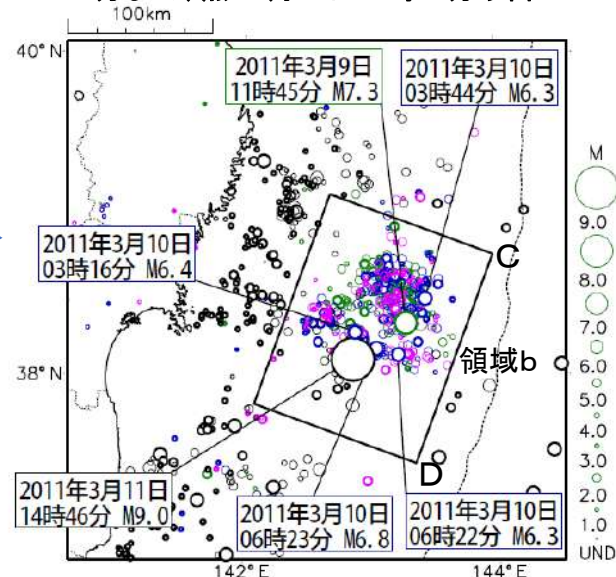 100km
40°N
2011年3月9日
11時45分 M7.3
2011年3月10日
03時44分 M6.3
M
9.0
8.0
7.0
6.0
5.0
4.0
3.0
2.0
1.0
UND
2011年3月10日
03時16分 M6.4
C
領域b
38°N
D
2011年3月11日
14時46分 M9.0
2011年3月10日
06時23分 M6.8
2011年3月10日
06時22分 M6.3
142°E
144°E